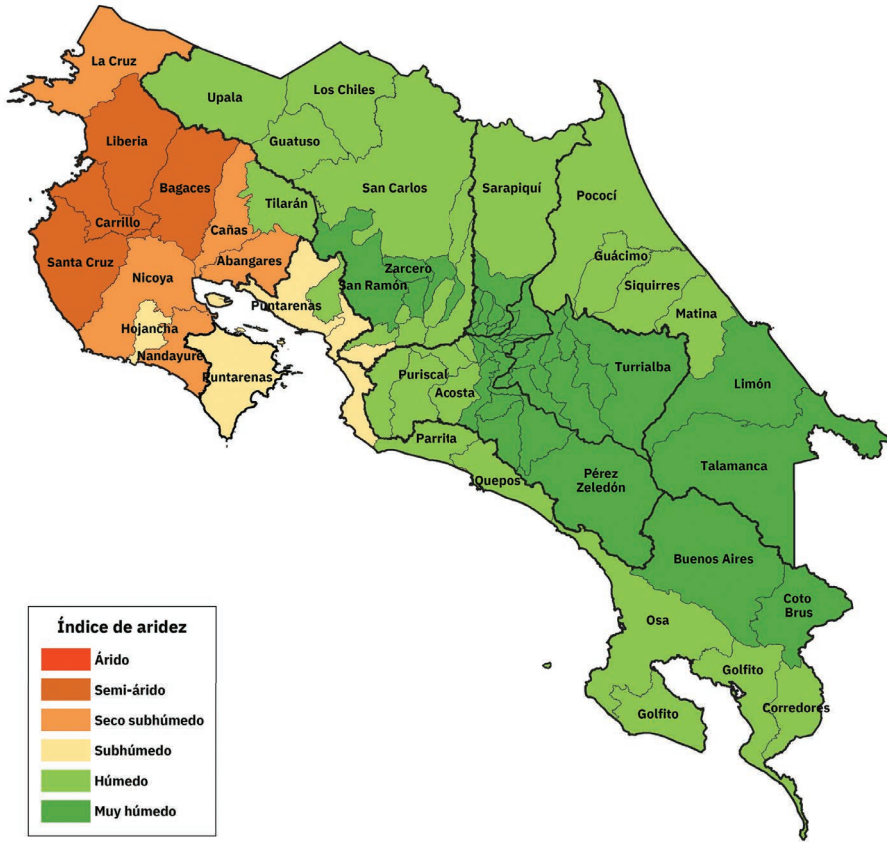 La Cruz
Los Chiles
Upala
Liberia
Guatuso
Bagaces
San Carlos
Sarapiquí
Pococí
Tilarán
Carrillo
Cañas
Guácimo
Santa Cruz
Abangares
Zarcero
Nicoya
San Ramón
Siquirres
Puntarenas
Matina
Hojancha
Nandayure
Turrialba
Puntarenas
Puriscal
Limón
Acosta
Parrita
Talamanca
Quepos
Pérez
Zeledón
Buenos Aires
Coto
Brus
Osa
Golfito
Golfito
Corredores
Índice de aridez
Árido
Semi-árido
Seco subhúmedo
Subhúmedo
Húmedo
Muy húmedo